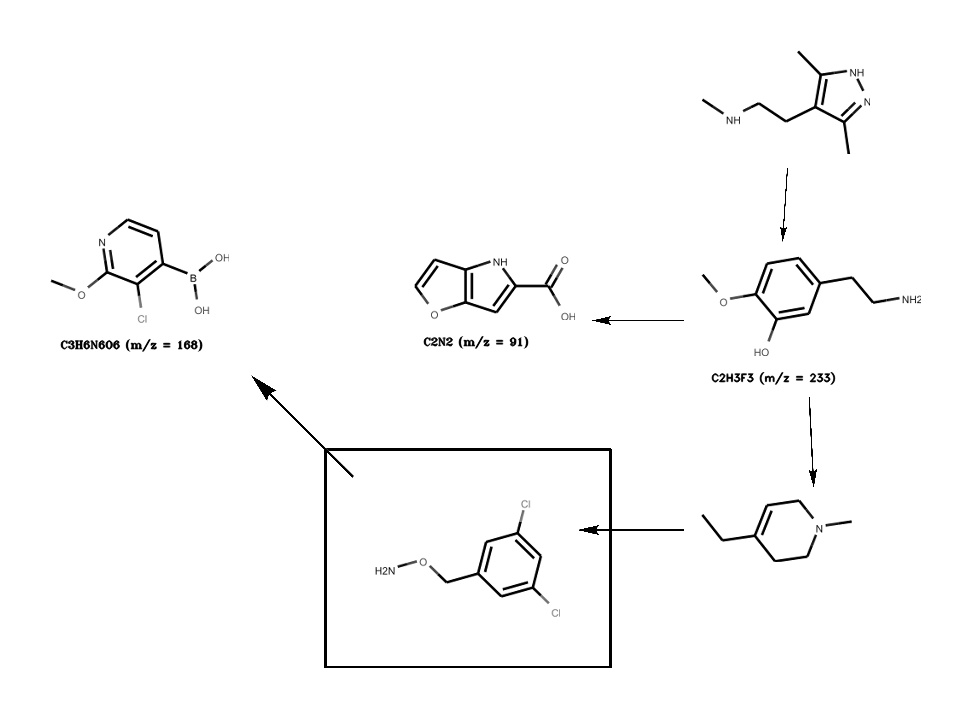 NH
N
NH
N
B
OH
OH
O
Cl
C3H6N6O6 (m/z = 168)
NH
O
OH
O
C2N2 (m/z = 91)
O
HO
NH2
C2H3F3 (m/z = 233)
Cl
H2N
O
Cl
N